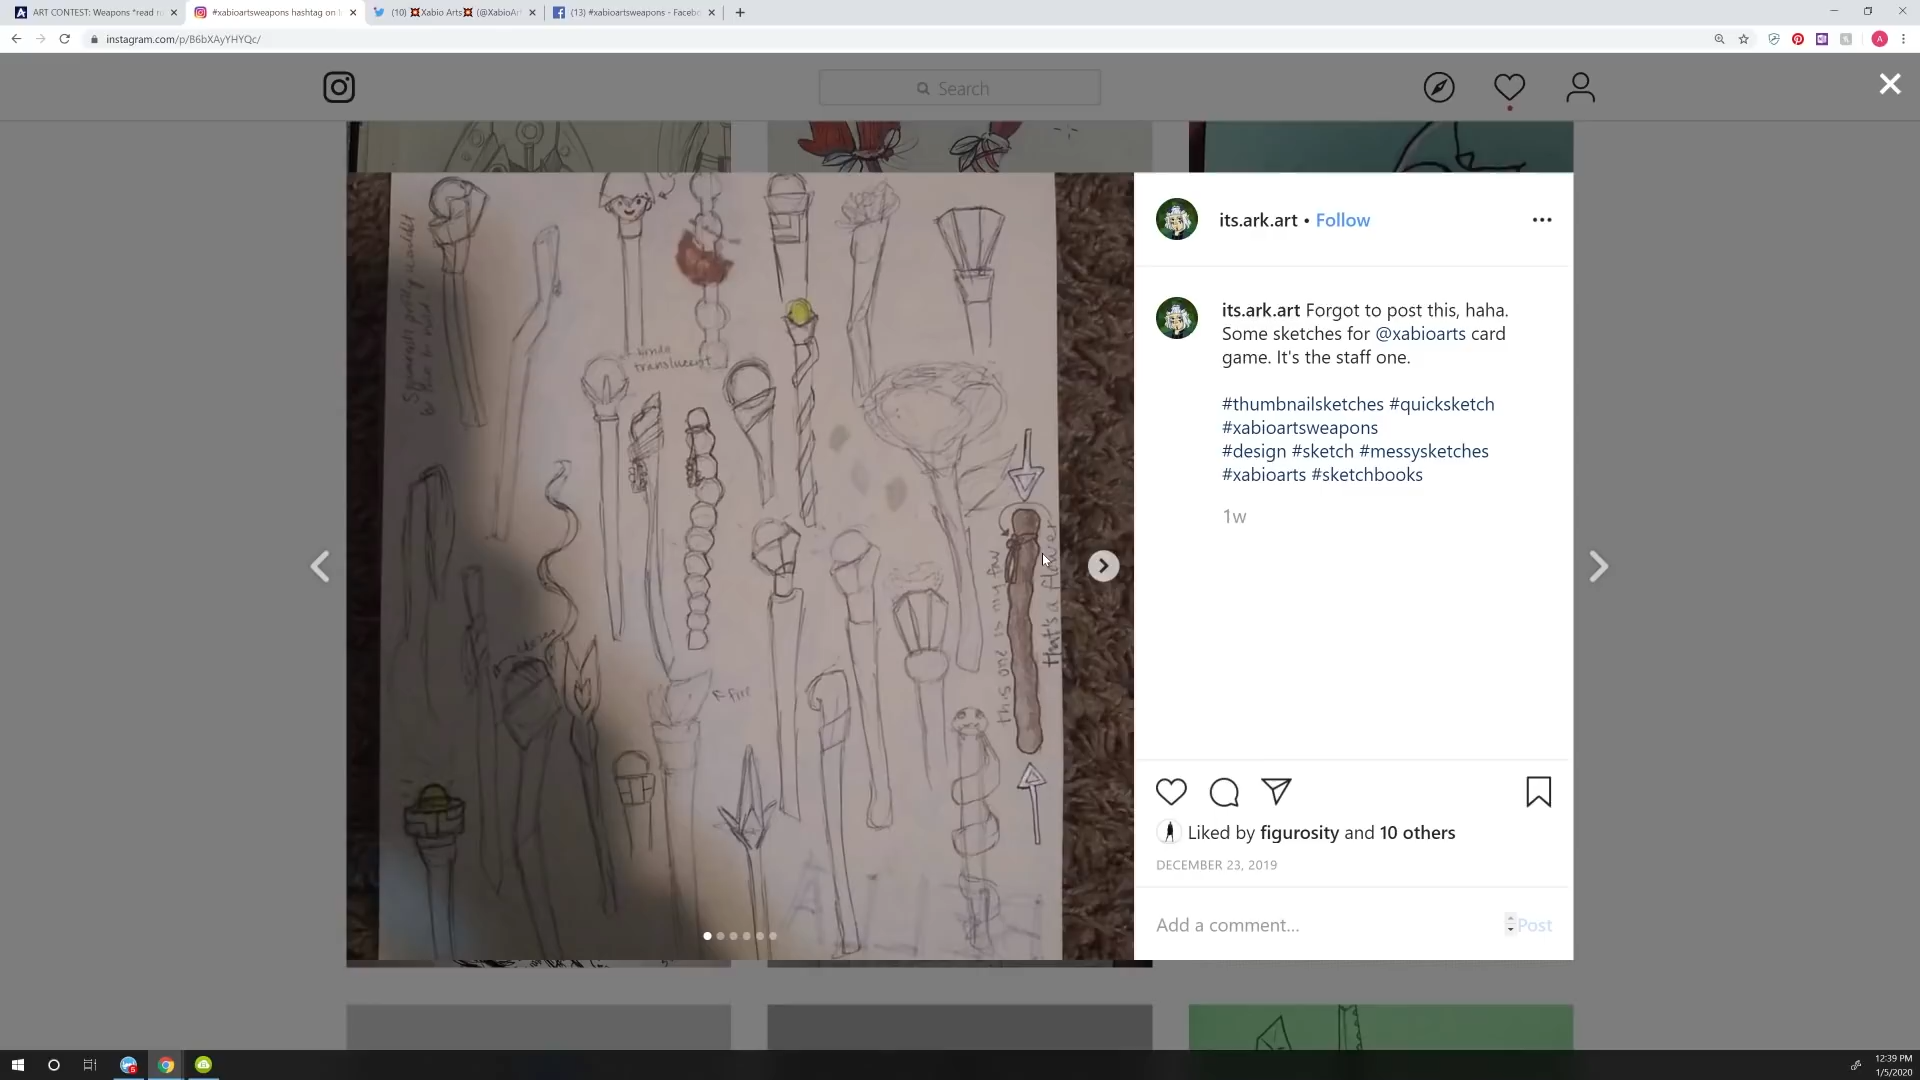 ART CONTEST: Weapons *read r
#xabioartsweapons hashtag on I
(10) 💥Xabio Arts💥 (@XabioAr
(13) #xabioartsweapons - Facebo
instagram.com/p/B6bXAyYHYQc/
Search
its.ark.art • Follow
its.ark.art Forgot to post this, haha.
Some sketches for @xabioarts card
game. It's the staff one.
#thumbnailsketches #quicksketch
#xabioartsweapons
#design #sketch #messysketches
#xabioarts #sketchbooks
1w
translucent
fire
this one is my fav
that's a flower
Liked by figurosity and 10 others
DECEMBER 23, 2019
Add a comment...
Post
12:39 PM
1/5/2020